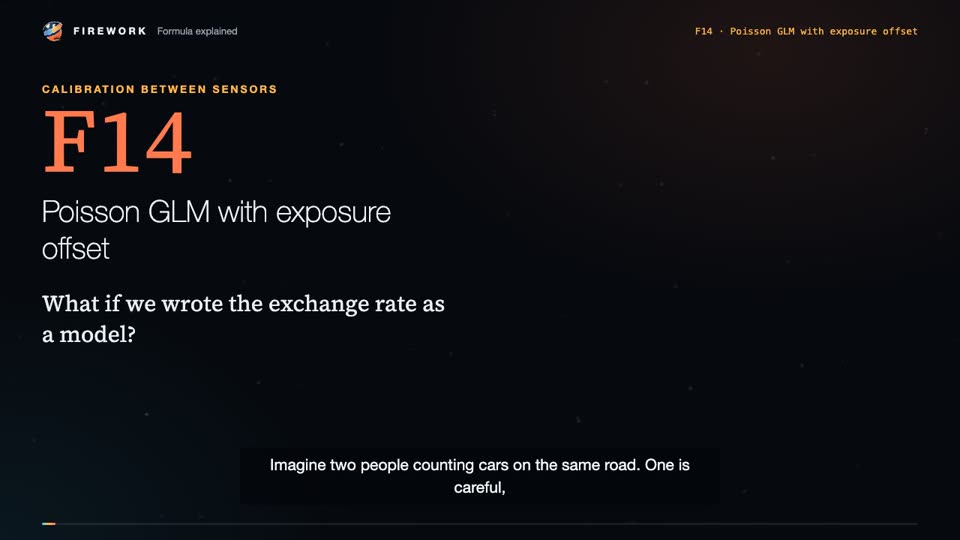 FIREWORK Formula explained
F14 · Poisson GLM with exposure offset
CALIBRATION BETWEEN SENSORS
F14
Poisson GLM with exposure
offset
What if we wrote the exchange rate as
a model?
Imagine two people counting cars on the same road. One is
careful,